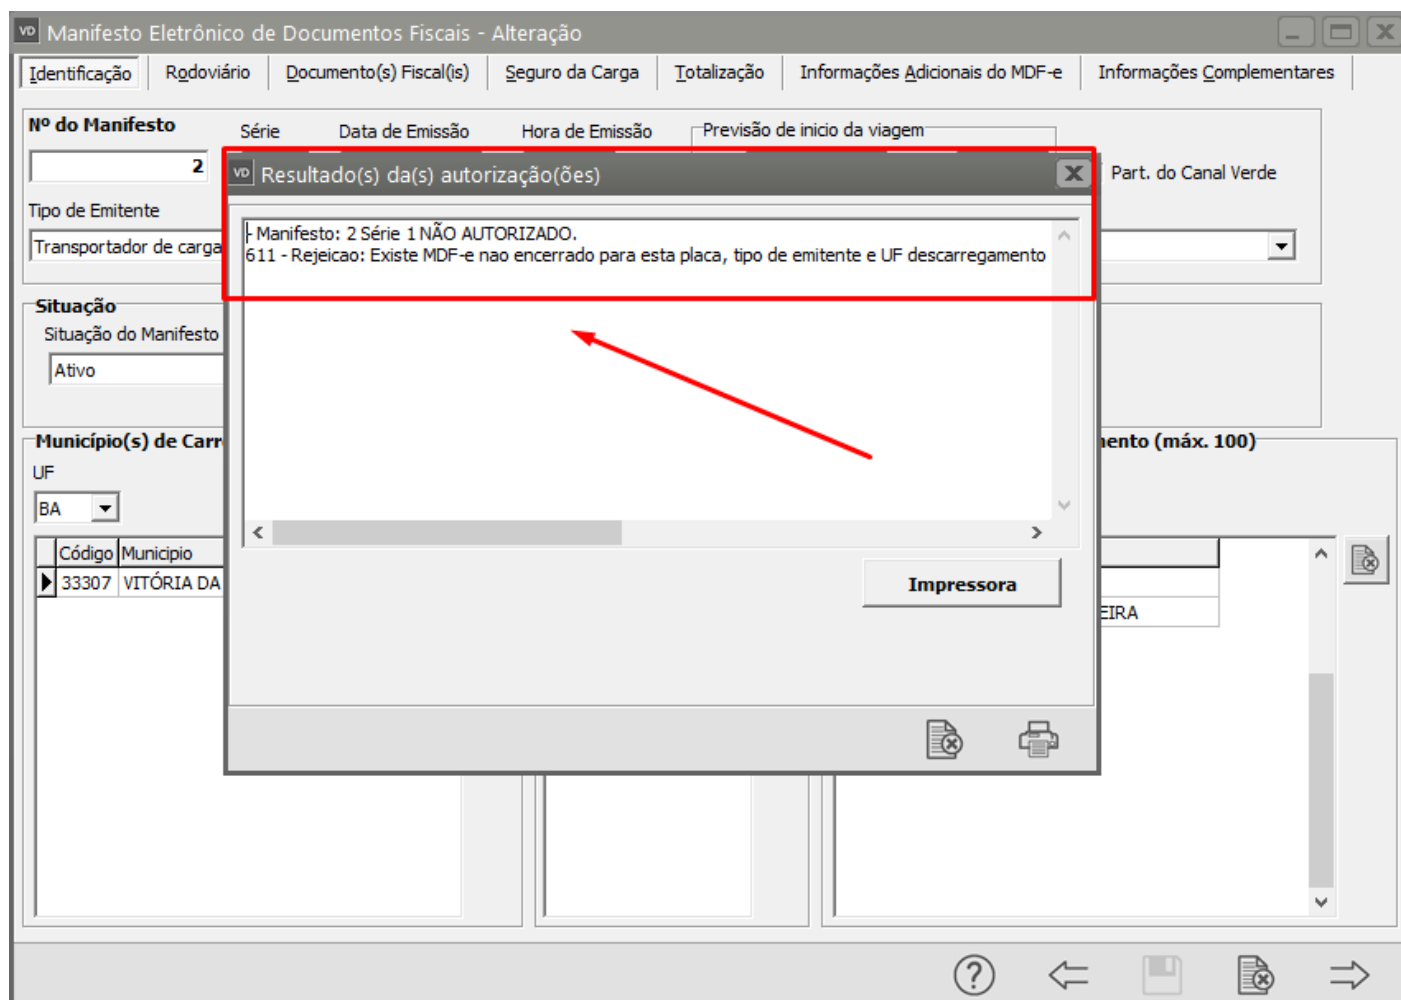 VD Manifesto Eletrônico de Documentos Fiscais - Alteração
Identificação Rodoviário Documento(s) Fiscal(is) Seguro da Carga Totalização Informações Adicionais do MDF-e Informações Complementares
Nº do Manifesto Série Data de Emissão Hora de Emissão Previsão de inicio da viagem
2
Part. do Canal Verde
Tipo de Emitente
Transportador de carga
VD Resultado(s) da(s) autorização(ões)
- Manifesto: 2 Série 1 NÃO AUTORIZADO.
611 - Rejeicao: Existe MDF-e nao encerrado para esta placa, tipo de emitente e UF descarregamento
Situação
Situação do Manifesto
Ativo
Município(s) de
(máx. 100)
UF
BA
Código Municipio
33307 VITÓRIA DA
Impressora